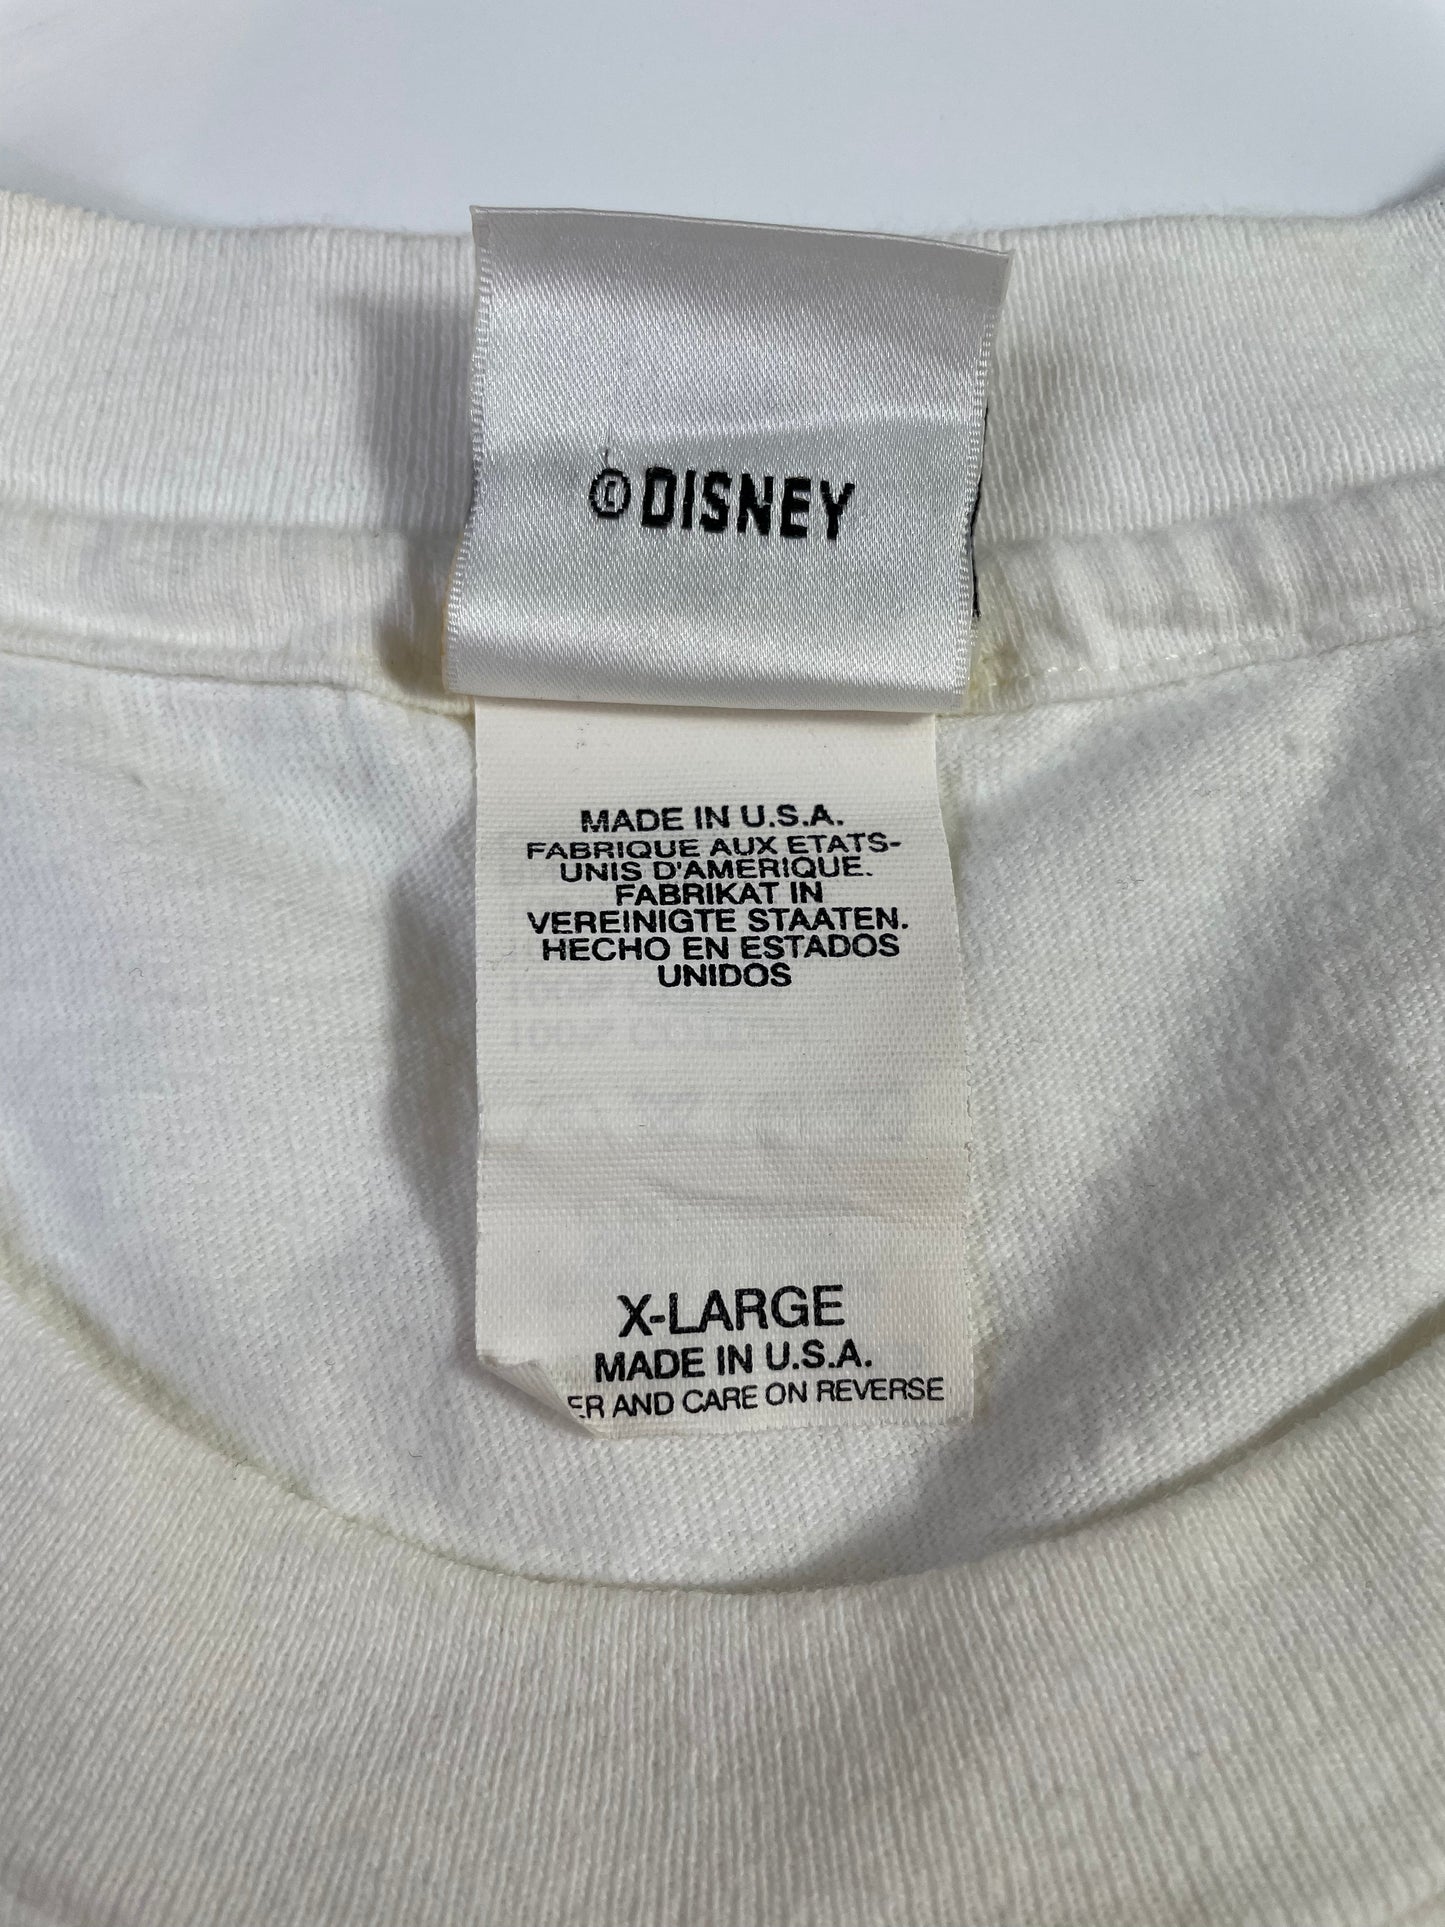 ©DISNEY
MADE IN U.S.A.
FABRIQUE AUX ETATS-
UNIS D'AMERIQUE.
FABRIKAT IN
VEREINIGTE STAATEN.
HECHO EN ESTADOS
UNIDOS
X-LARGE
MADE IN U.S.A.
AND CARE ON REVERSE